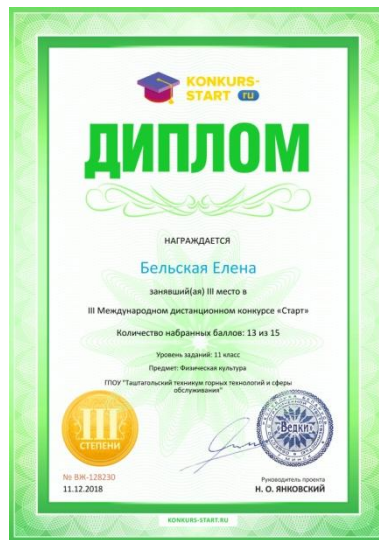 KONKURS-
START ru
ДИПЛОМ
НАГРАЖДАЕТСЯ
Бельская Елена
занявший(ая) III место в
III Международном дистанционном конкурсе «Старт»
Количество набранных баллов: 13 из 15
Уровень заданий: 11 класс
Предмет: Физическая культура
ГПОУ "Таштагольский техникум горных технологий и сферы
обслуживания"
III
СТЕПЕНИ
«Ведки»
№ ВЖ-128230
11.12.2018
Руководитель проекта
Н. О. ЯНКОВСКИЙ
KONKURS-START.RU